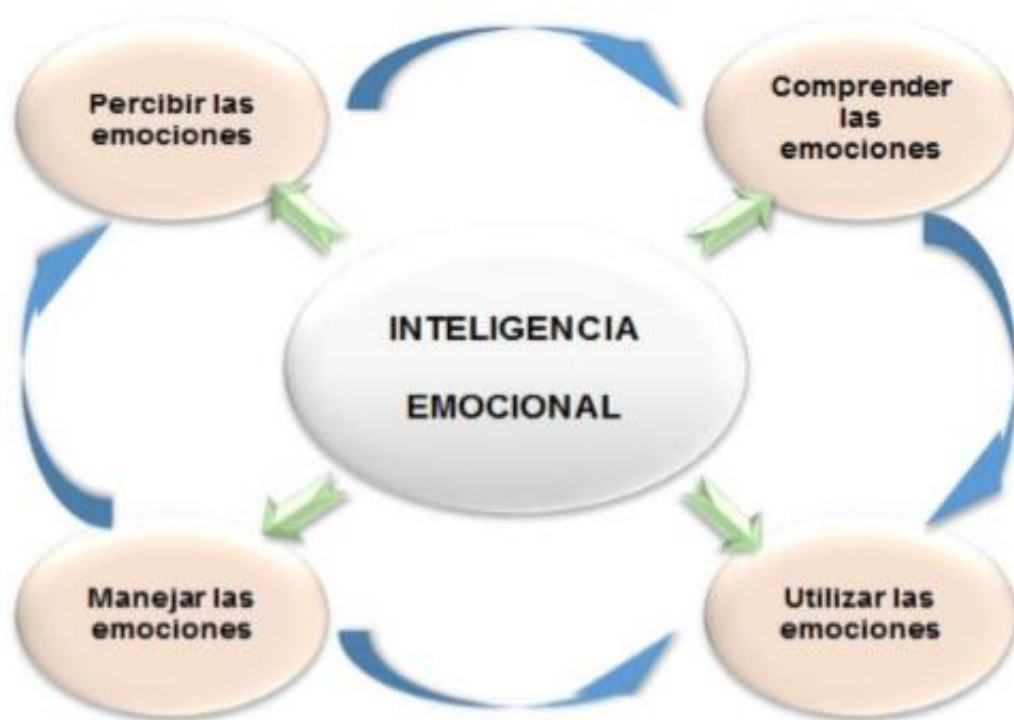 Percibir las
emociones
Comprender
las
emociones
INTELIGENCIA
EMOCIONAL
Manejar las
emociones
Utilizar las
emociones